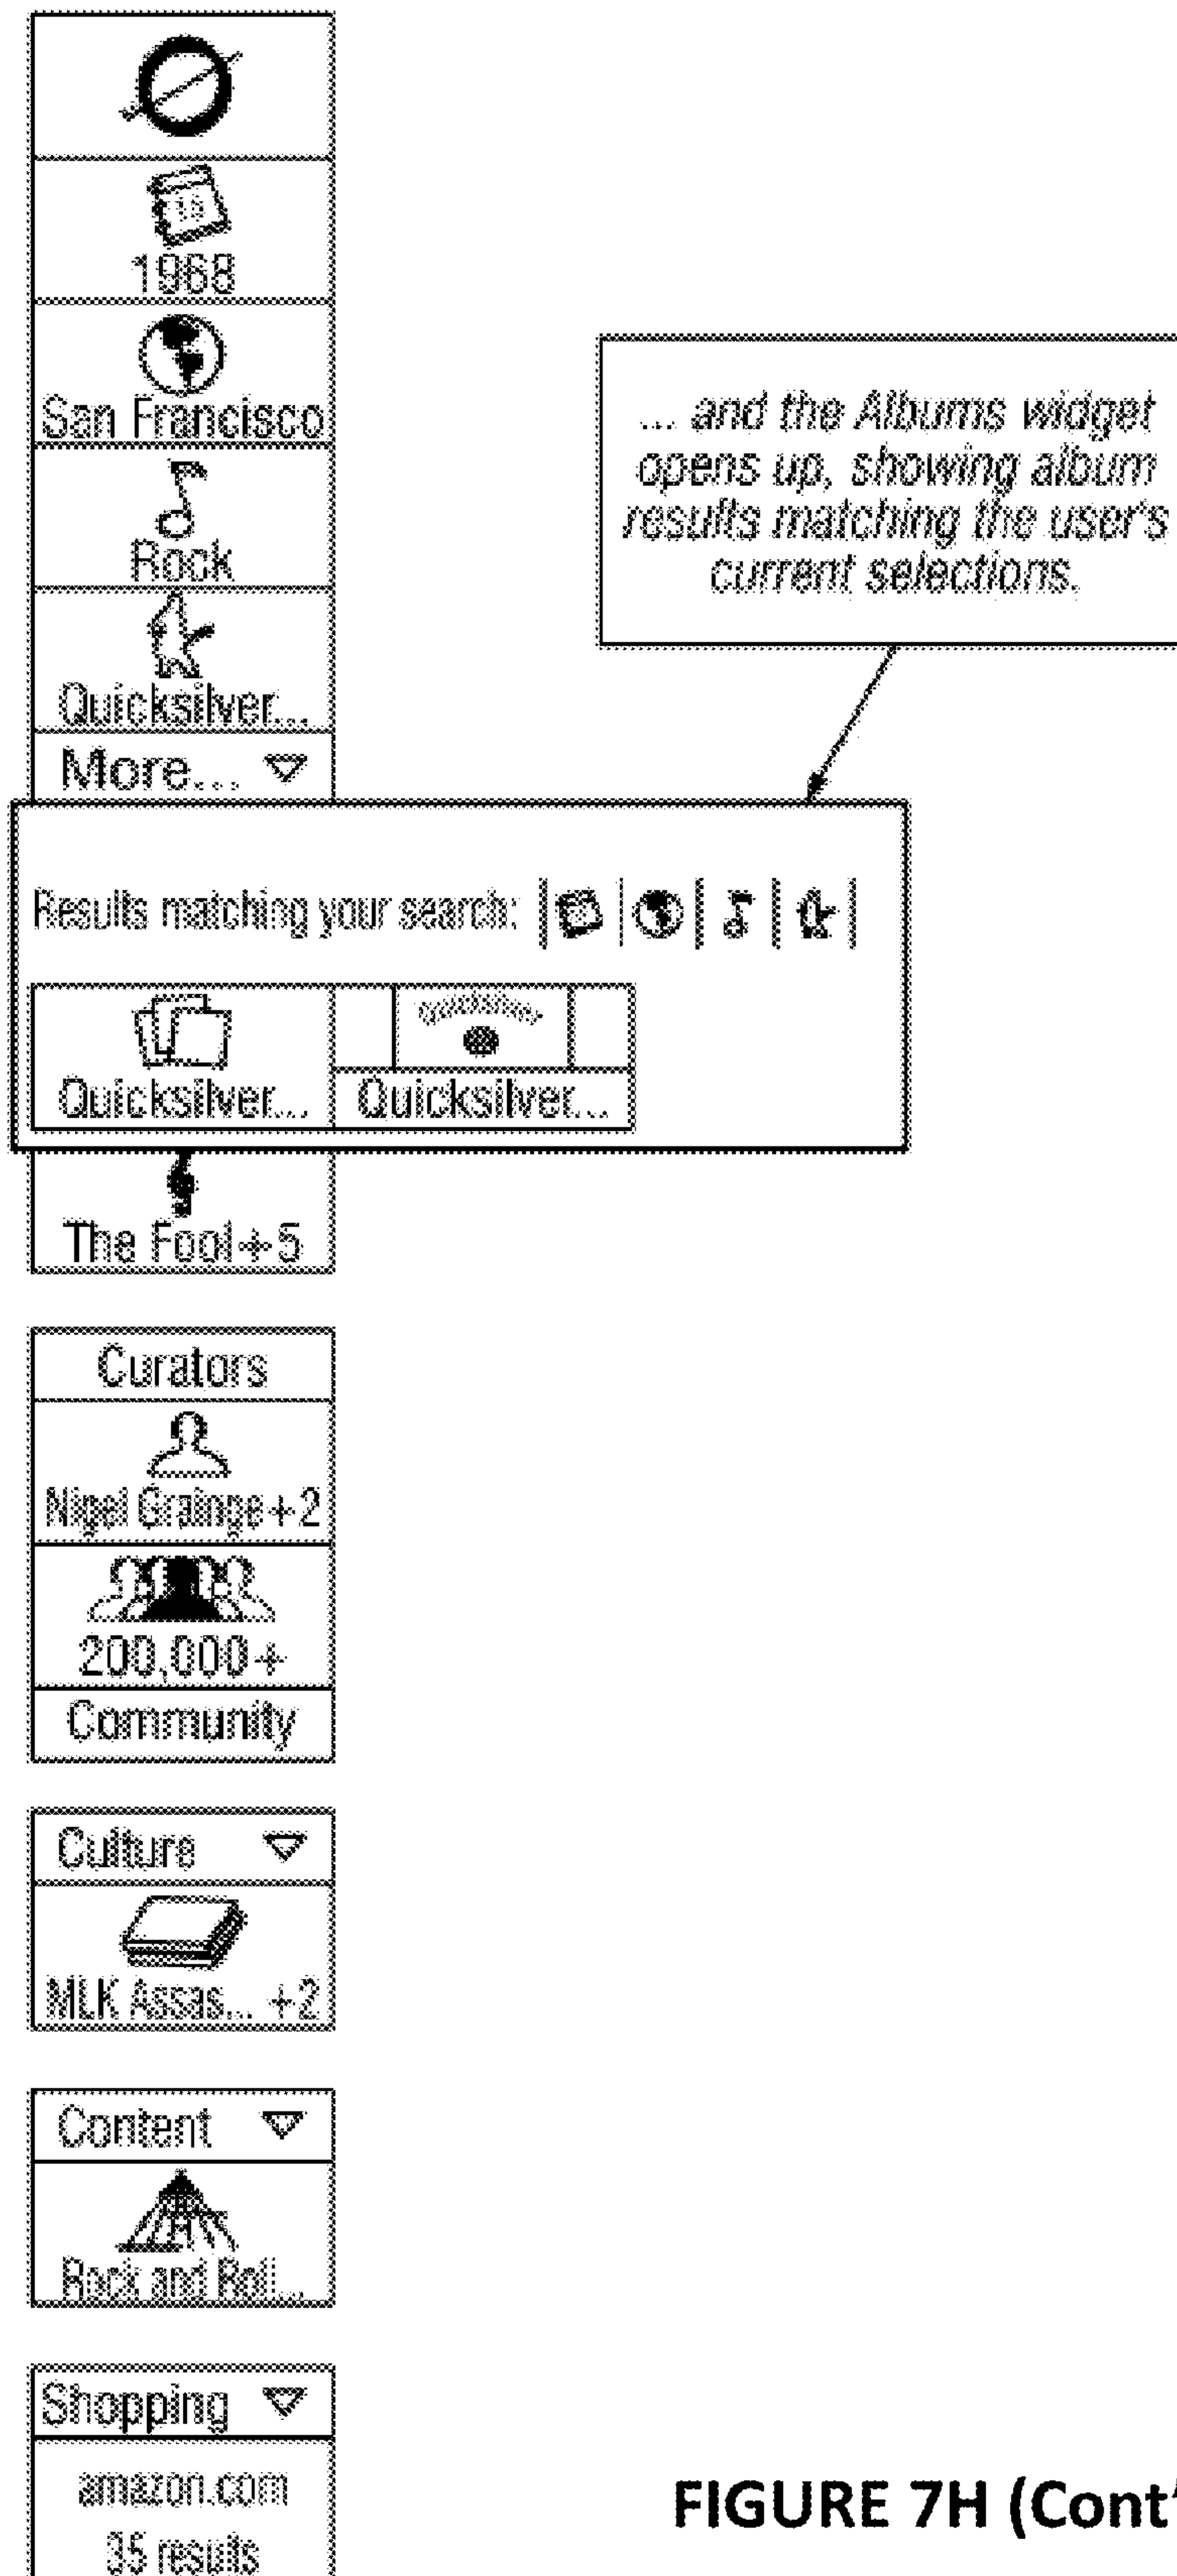 1968
San Francisco
Rock
Quicksilver...
More...
... and the Albums widget
opens up, showing album
results matching the user's
current selections.
Results matching your search:
Quicksilver...
Quicksilver...
The Fool+5
Curators
Nigel Grainge+2
200,000+
Community
Culture
MLK Assas... +2
Content
Rock and Roll...
Shopping
amazon.com
35 results
FIGURE 7H (Cont'